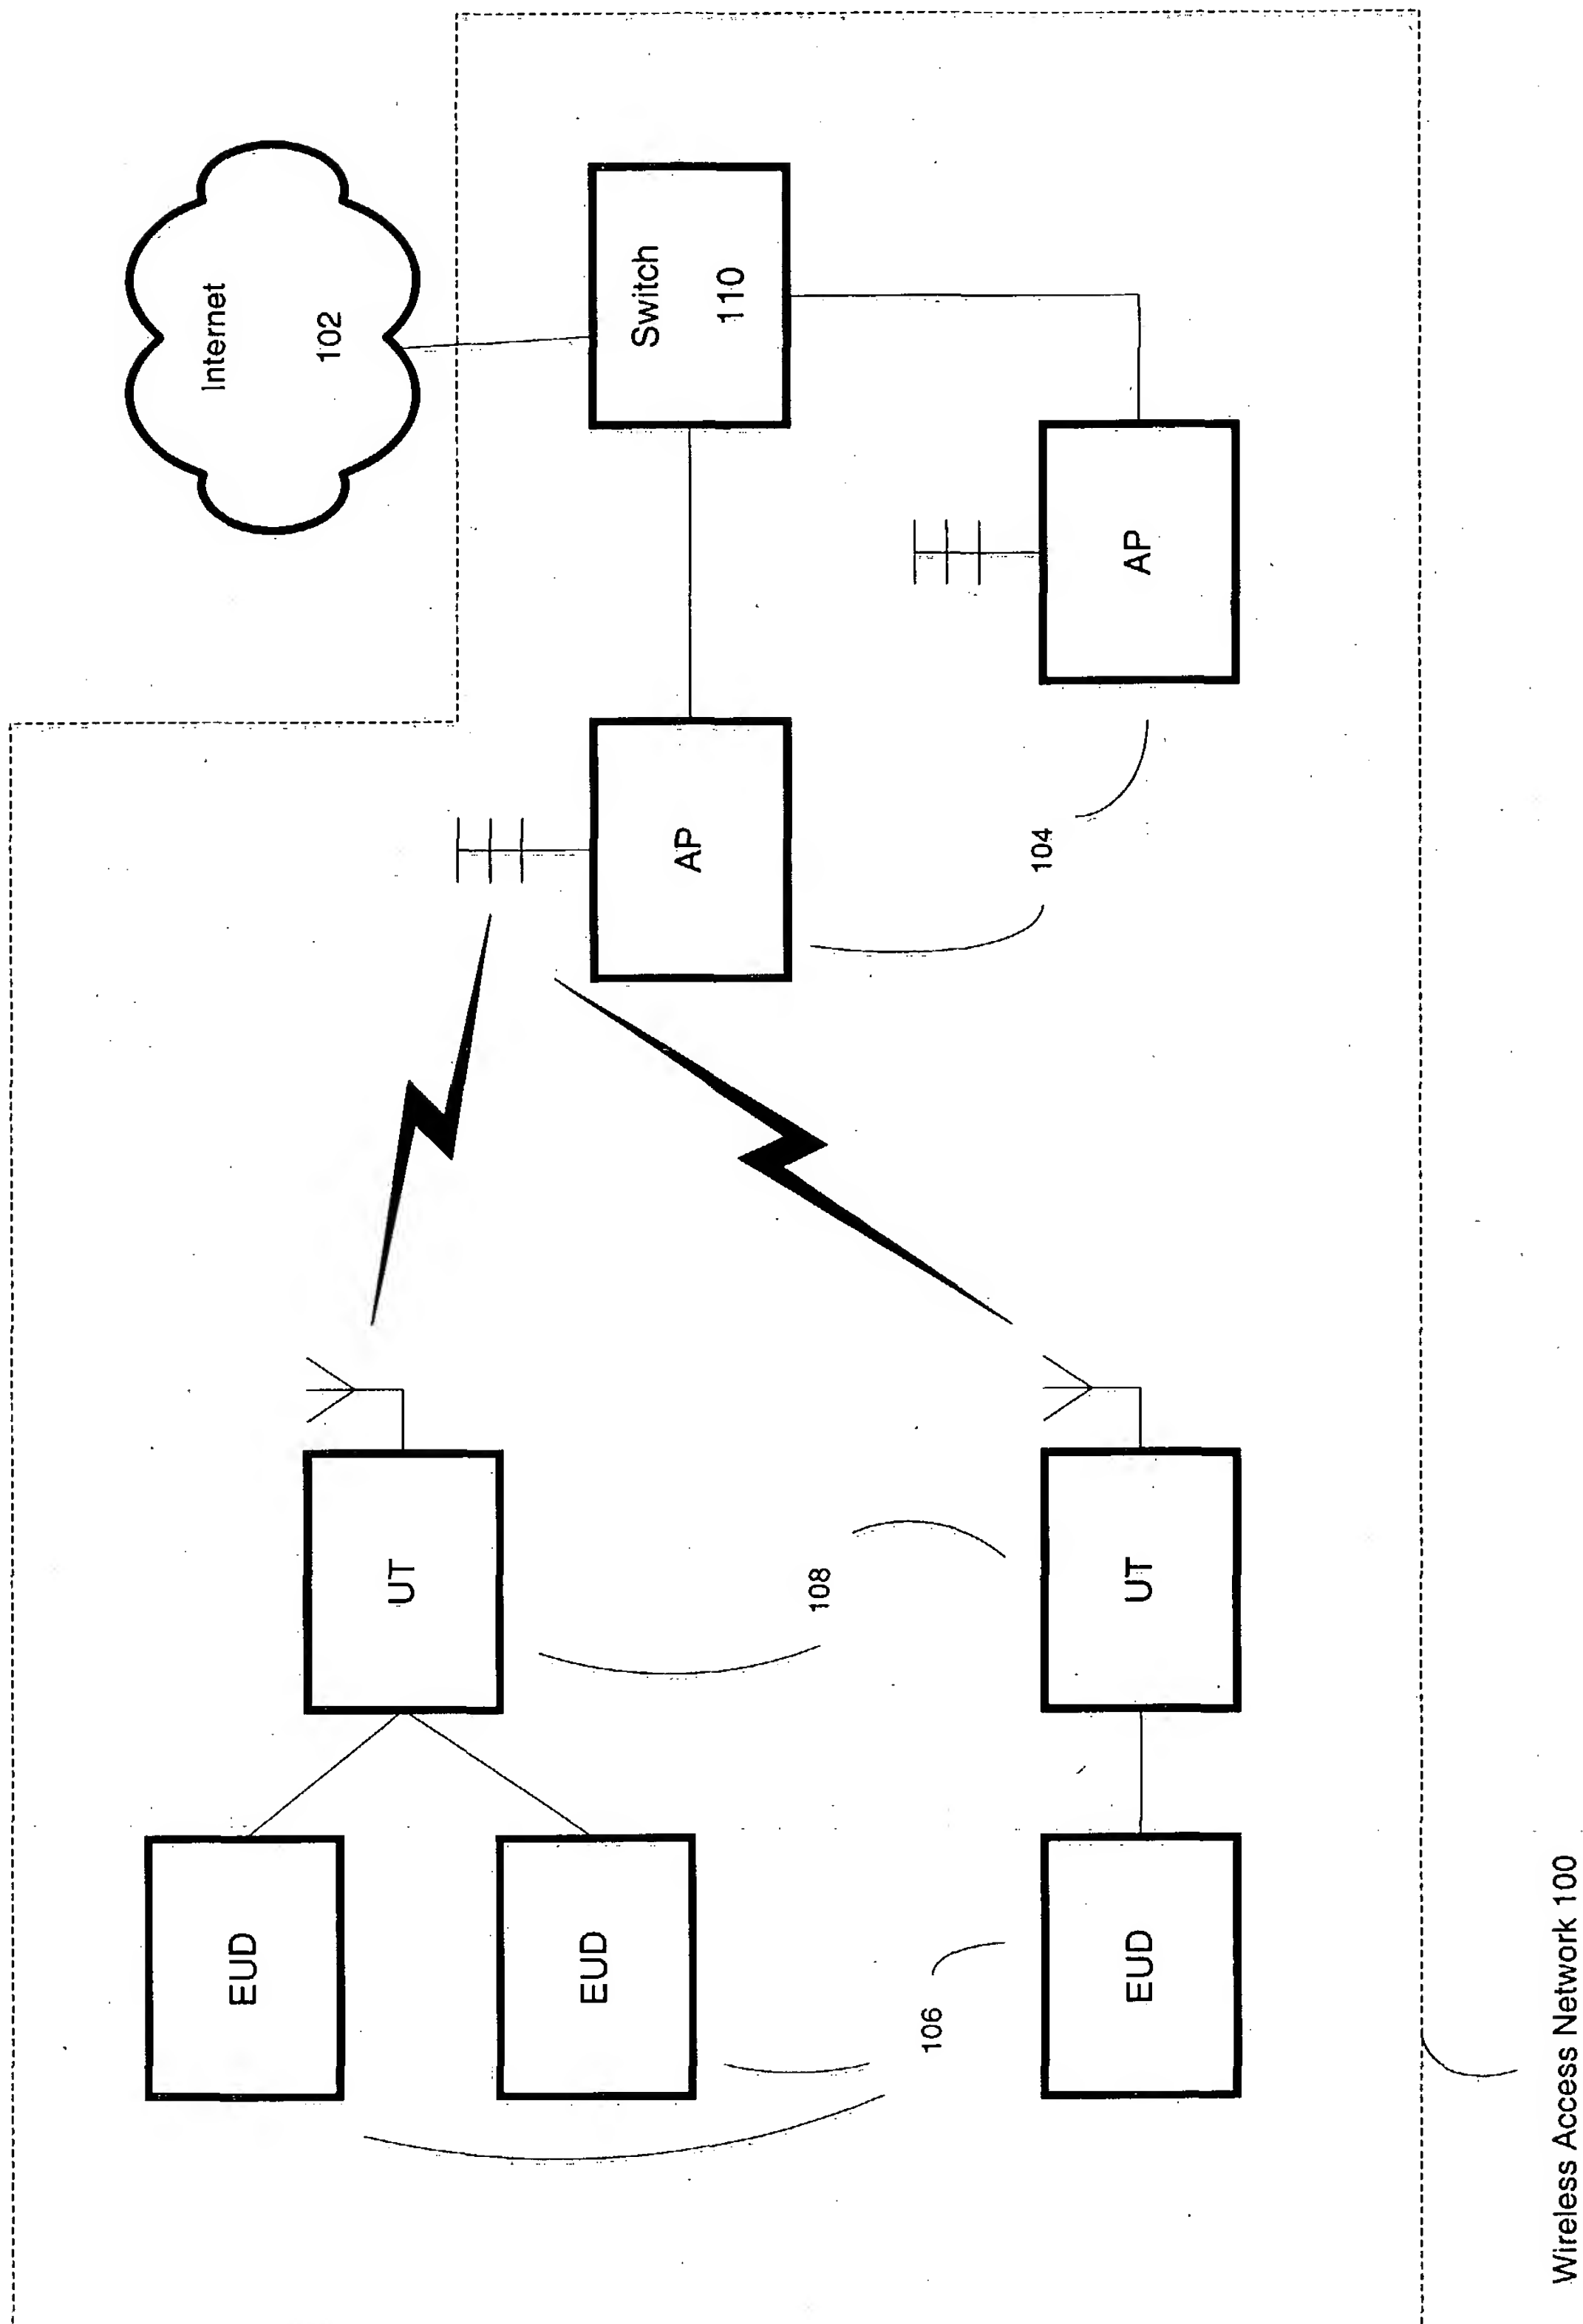 Internet
102
Switch
110
AP
AP
104
UT
UT
108
EUD
EUD
EUD
106
Wireless Access Network 100